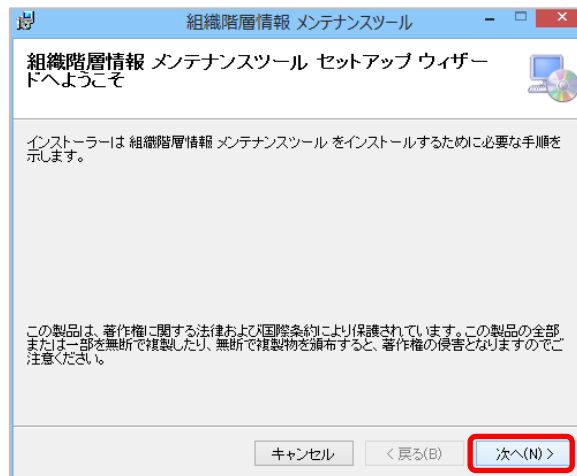 組織階層情報 メンテナンスツール
組織階層情報 メンテナンスツール セットアップ ウィザー
ドへようこそ
インストーラーは 組織階層情報 メンテナンスツール をインストールするために必要な手順を
示します。
この製品は、著作権に関する法律および国際条約により保護されています。この製品の全部
または一部を無断で複製したり、無断で複製物を頒布すると、著作権の侵害となりますのでご
注意ください。
キャンセル
< 戻る(B)
次へ(N) >